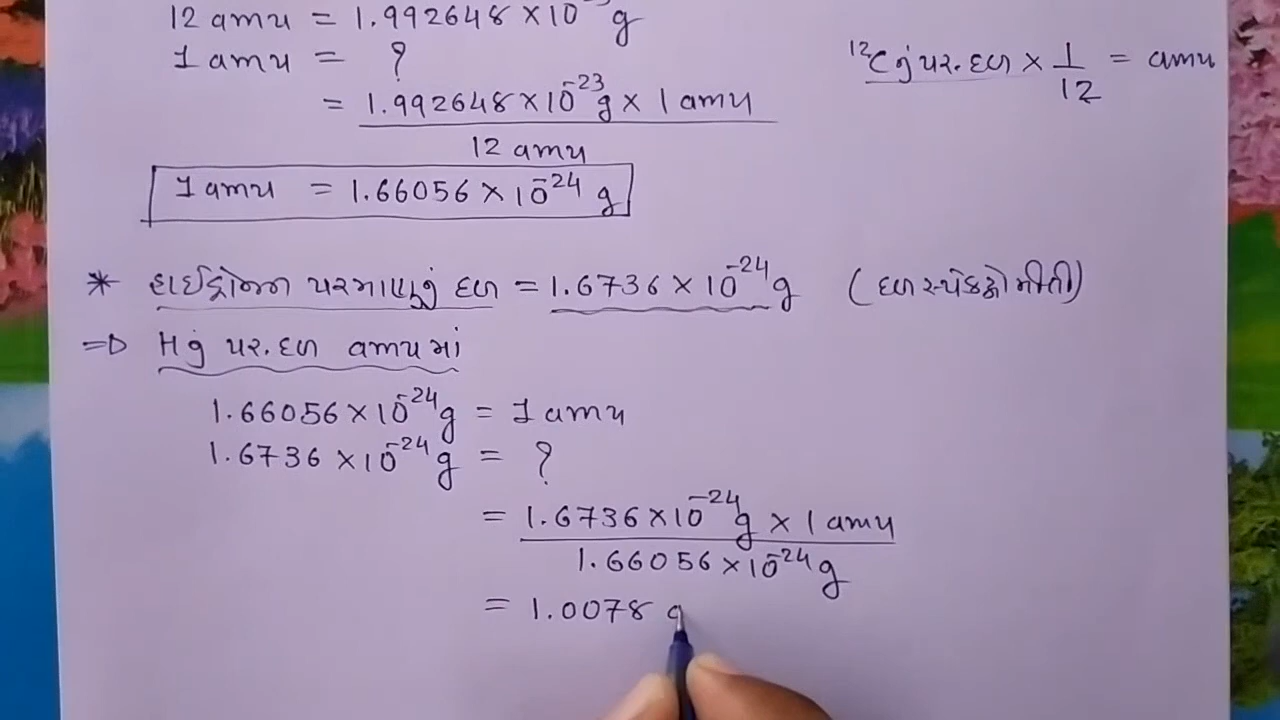 12 amu = 1.992648 × 10 g
1 amu = ?
¹²C નું પર. દળ × 1/12 = amu
= 1.992648 × 10⁻²³ g × 1 amu
12 amu
1 amu = 1.66056 × 10⁻²⁴ g
* હાઈડ્રોજન પરમાણુનું દળ = 1.6736 × 10⁻²⁴ g (દળ સ્પેક્ટ્રોમીતી)
⇒ H નું પર. દળ amu માં
1.66056 × 10⁻²⁴ g = 1 amu
1.6736 × 10⁻²⁴ g = ?
= 1.6736 × 10⁻²⁴ g × 1 amu
1.66056 × 10⁻²⁴ g
= 1.0078